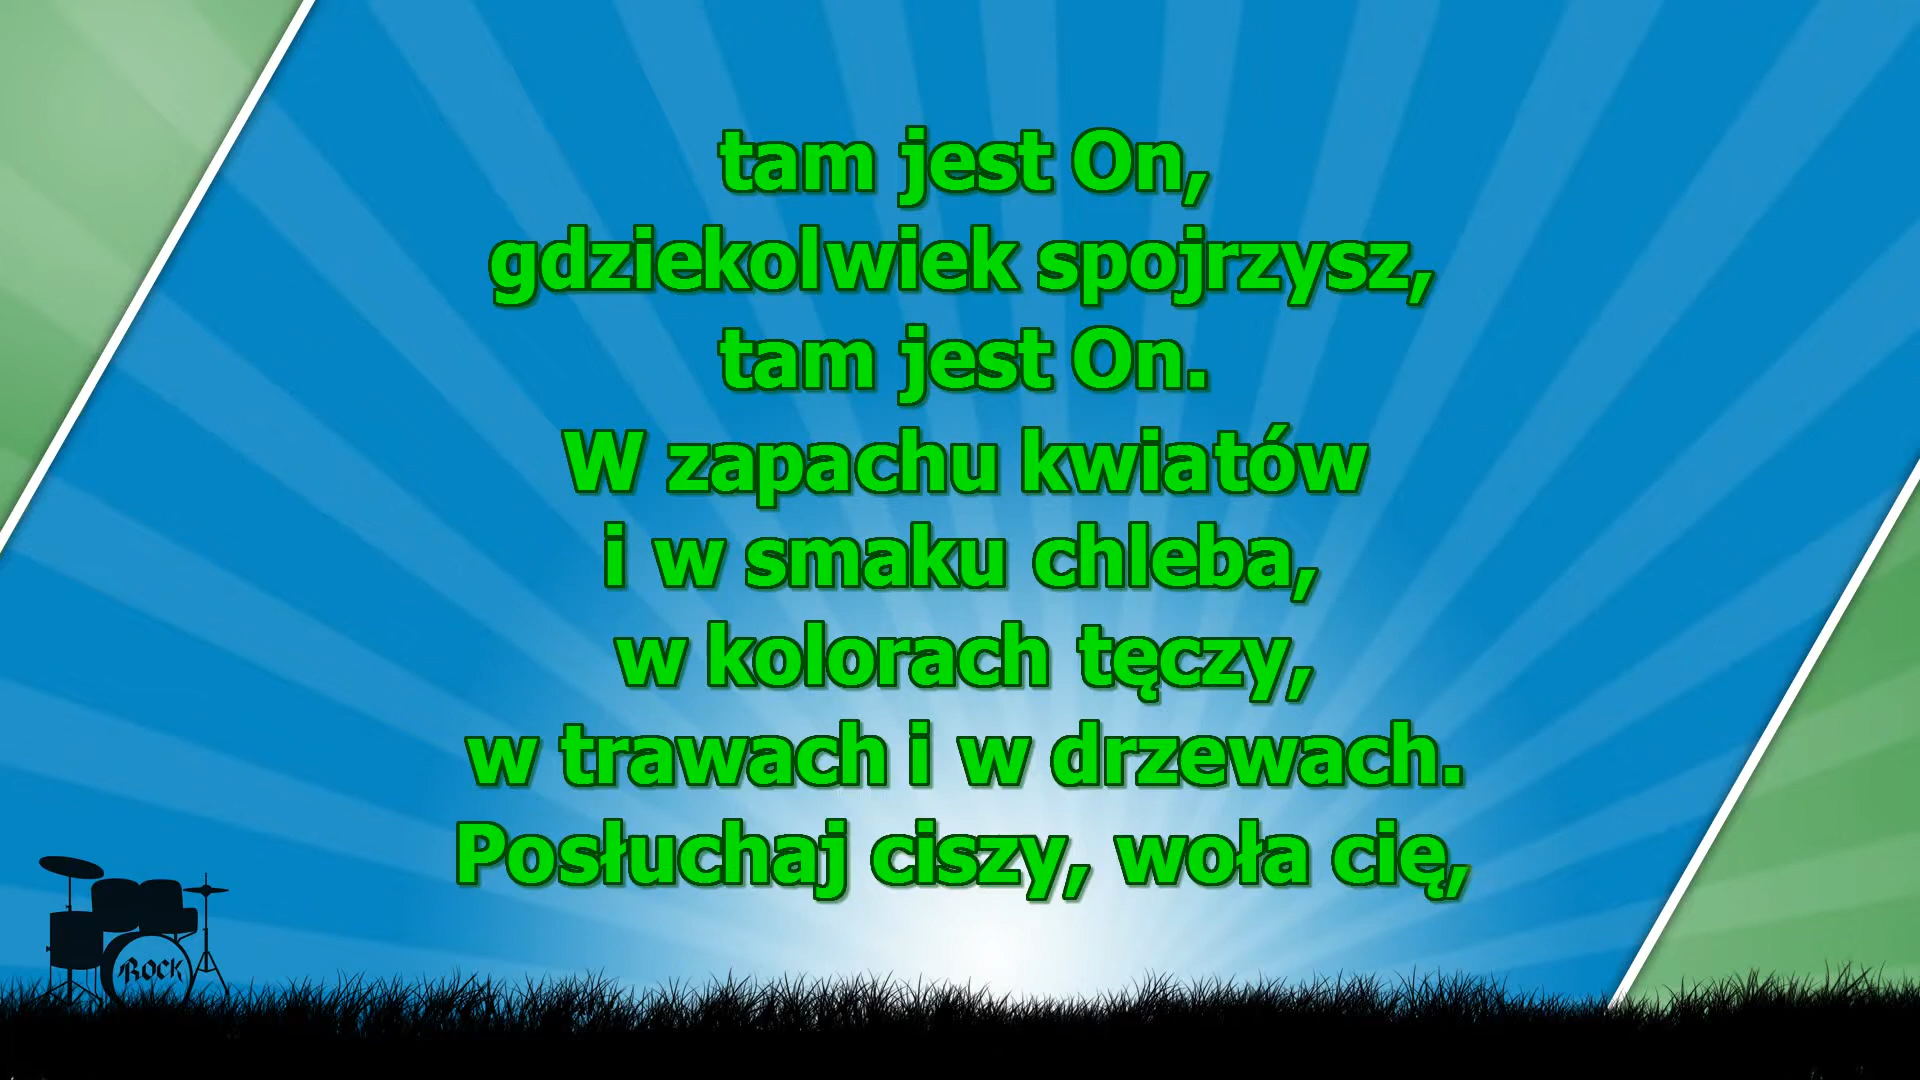 tam jest On,
gdziekolwiek spojrzysz,
tam jest On.
W zapachu kwiatów
i w smaku chleba,
w kolorach tęczy,
w trawach i w drzewach.
Posłuchaj ciszy, woła cię,
ROCK